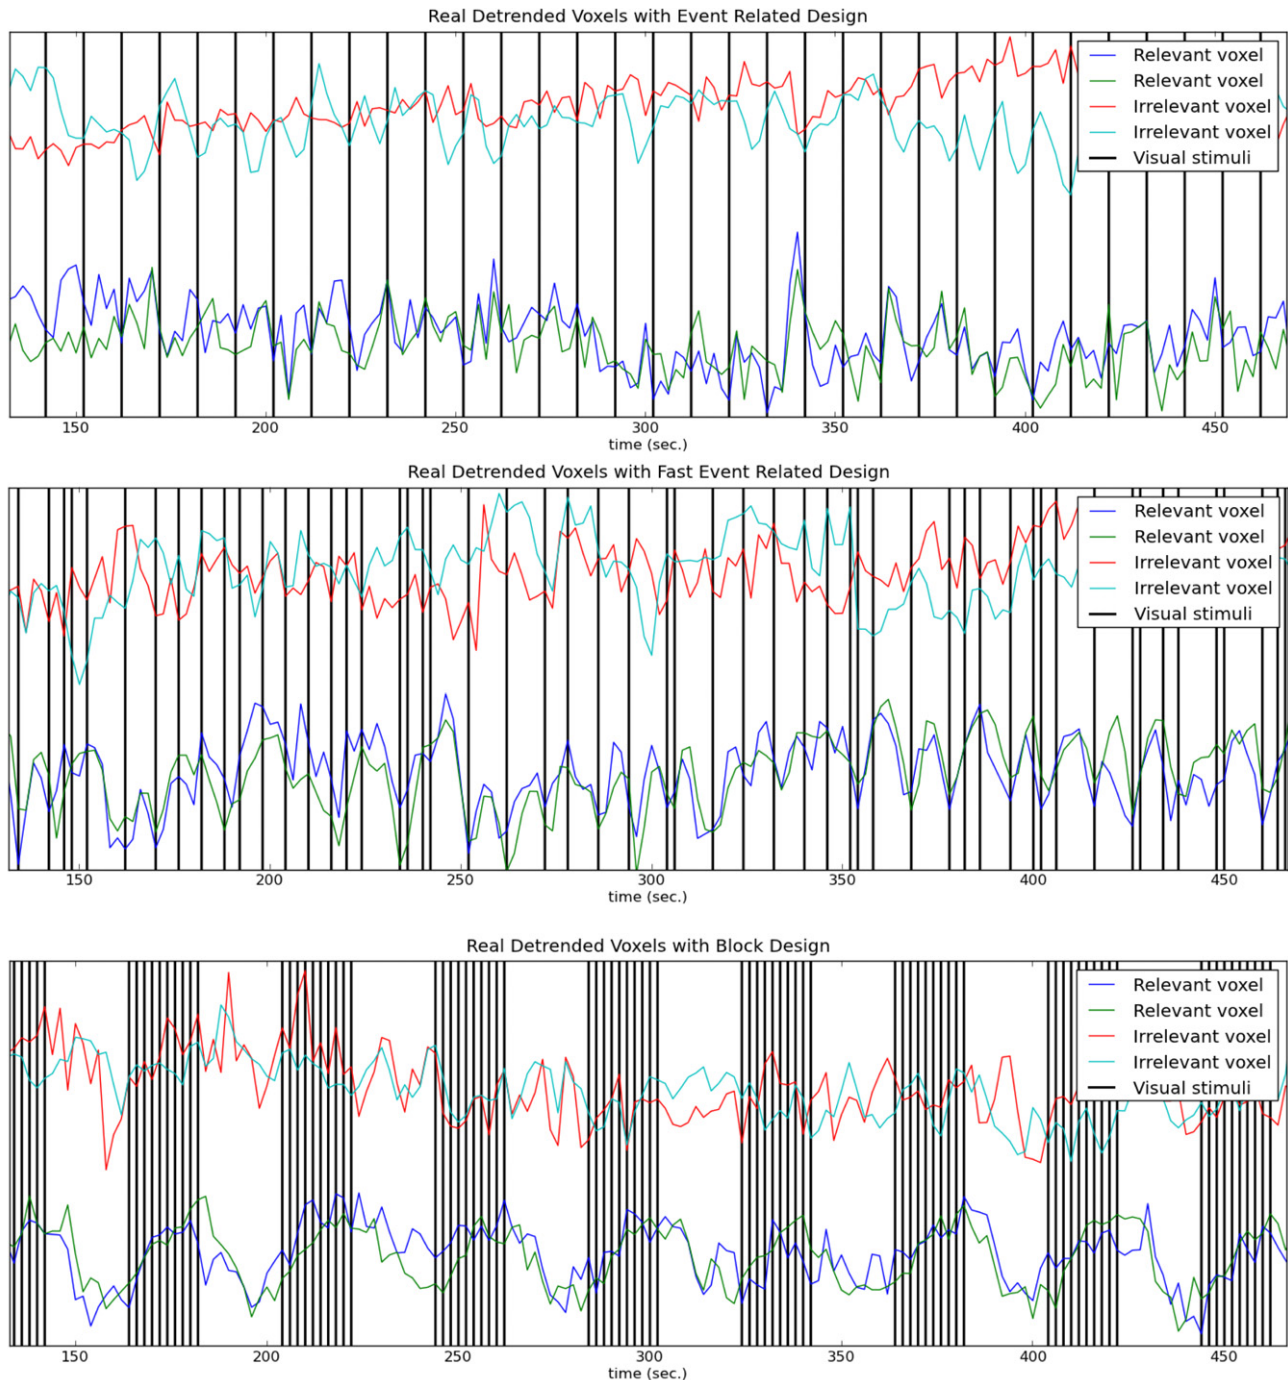 Real Detrended Voxels with Event Related Design
Relevant voxel
Relevant voxel
Irrelevant voxel
Irrelevant voxel
Visual stimuli
150 200 250 300 350 400 450
time (sec.)
Real Detrended Voxels with Fast Event Related Design
Relevant voxel
Relevant voxel
Irrelevant voxel
Irrelevant voxel
Visual stimuli
150 200 250 300 350 400 450
time (sec.)
Real Detrended Voxels with Block Design
Relevant voxel
Relevant voxel
Irrelevant voxel
Irrelevant voxel
Visual stimuli
150 200 250 300 350 400 450
time (sec.)